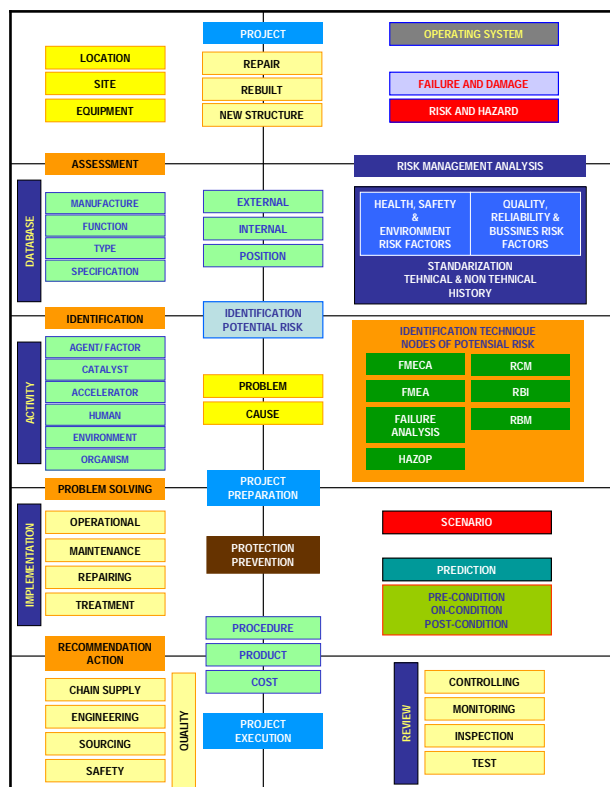 PROJECT
OPERATING SYSTEM
LOCATION
SITE
EQUIPMENT
REPAIR
REBUILT
NEW STRUCTURE
FAILURE AND DAMAGE
RISK AND HAZARD
ASSESSMENT
RISK MANAGEMENT ANALYSIS
DATABASE
MANUFACTURE
FUNCTION
TYPE
SPECIFICATION
EXTERNAL
INTERNAL
POSITION
HEALTH, SAFETY
&
ENVIRONMENT
RISK FACTORS
QUALITY,
RELIABILITY &
BUSSINES RISK
FACTORS
STANDARIZATION
TEHNICAL & NON TEHNICAL
HISTORY
IDENTIFICATION
IDENTIFICATION
POTENTIAL RISK
IDENTIFICATION TECHNIQUE
NODES OF POTENSIAL RISK
ACTIVITY
AGENT/ FACTOR
CATALYST
ACCELERATOR
HUMAN
ENVIRONMENT
ORGANISM
PROBLEM
CAUSE
FMECA
FMEA
FAILURE
ANALYSIS
HAZOP
RCM
RBI
RBM
PROBLEM SOLVING
PROJECT
PREPARATION
IMPLEMENTATION
OPERATIONAL
MAINTENANCE
REPAIRING
TREATMENT
PROTECTION
PREVENTION
SCENARIO
PREDICTION
PRE-CONDITION
ON-CONDITION
POST-CONDITION
RECOMMENDATION
ACTION
PROCEDURE
PRODUCT
COST
CHAIN SUPPLY
ENGINEERING
SOURCING
SAFETY
QUALITY
PROJECT
EXECUTION
REVIEW
CONTROLLING
MONITORING
INSPECTION
TEST